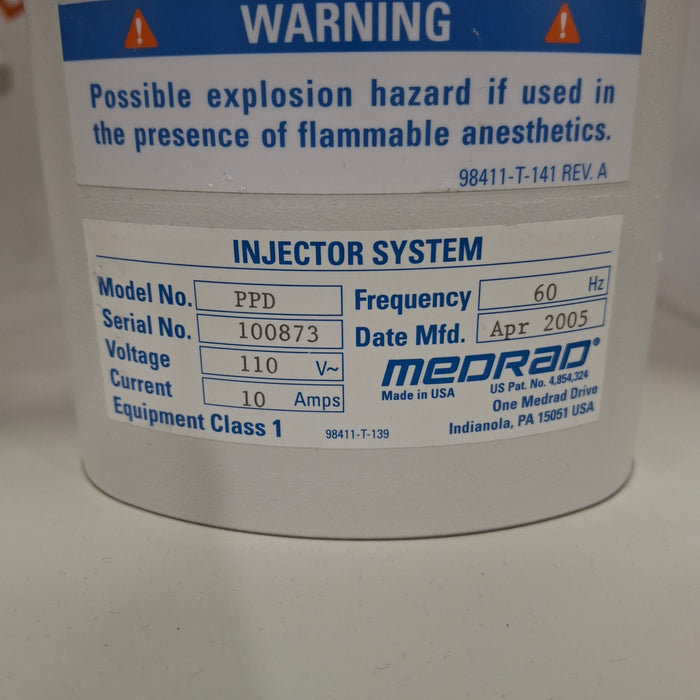 WARNING
Possible explosion hazard if used in
the presence of flammable anesthetics.
98411-T-141 REV. A
INJECTOR SYSTEM
Model No. PPD
Serial No. 100873
Voltage 110 V~
Current 10 Amps
Equipment Class 1
98411-T-139
Frequency 60 Hz
Date Mfd. Apr 2005
MEDRAD®
Made in USA
US Pat. No. 4,854,324
One Medrad Drive
Indianola, PA 15051 USA